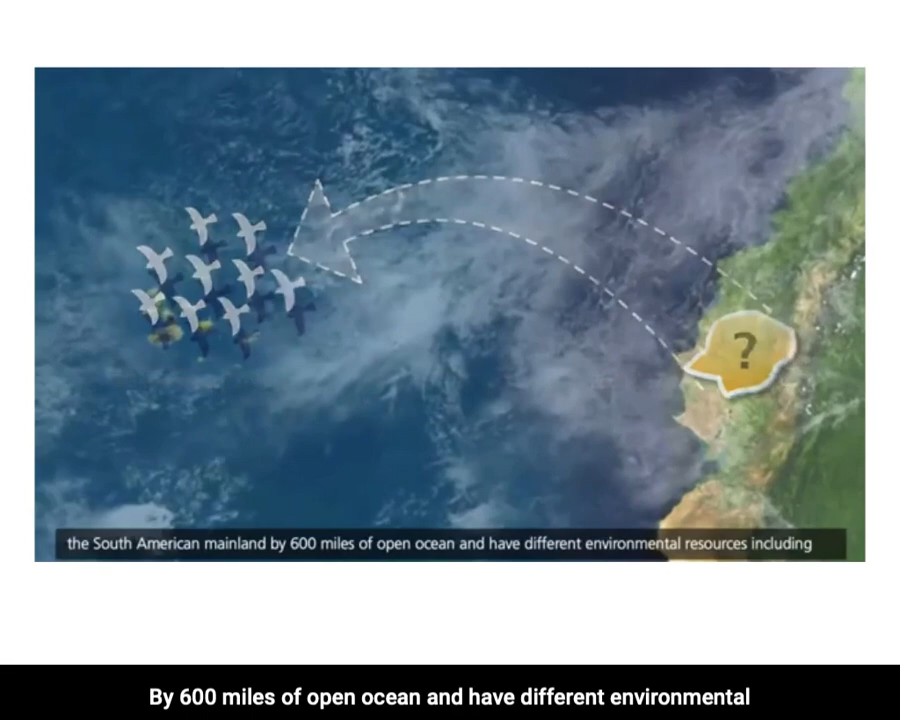 ?
the South American mainland by 600 miles of open ocean and have different environmental resources including
By 600 miles of open ocean and have different environmental